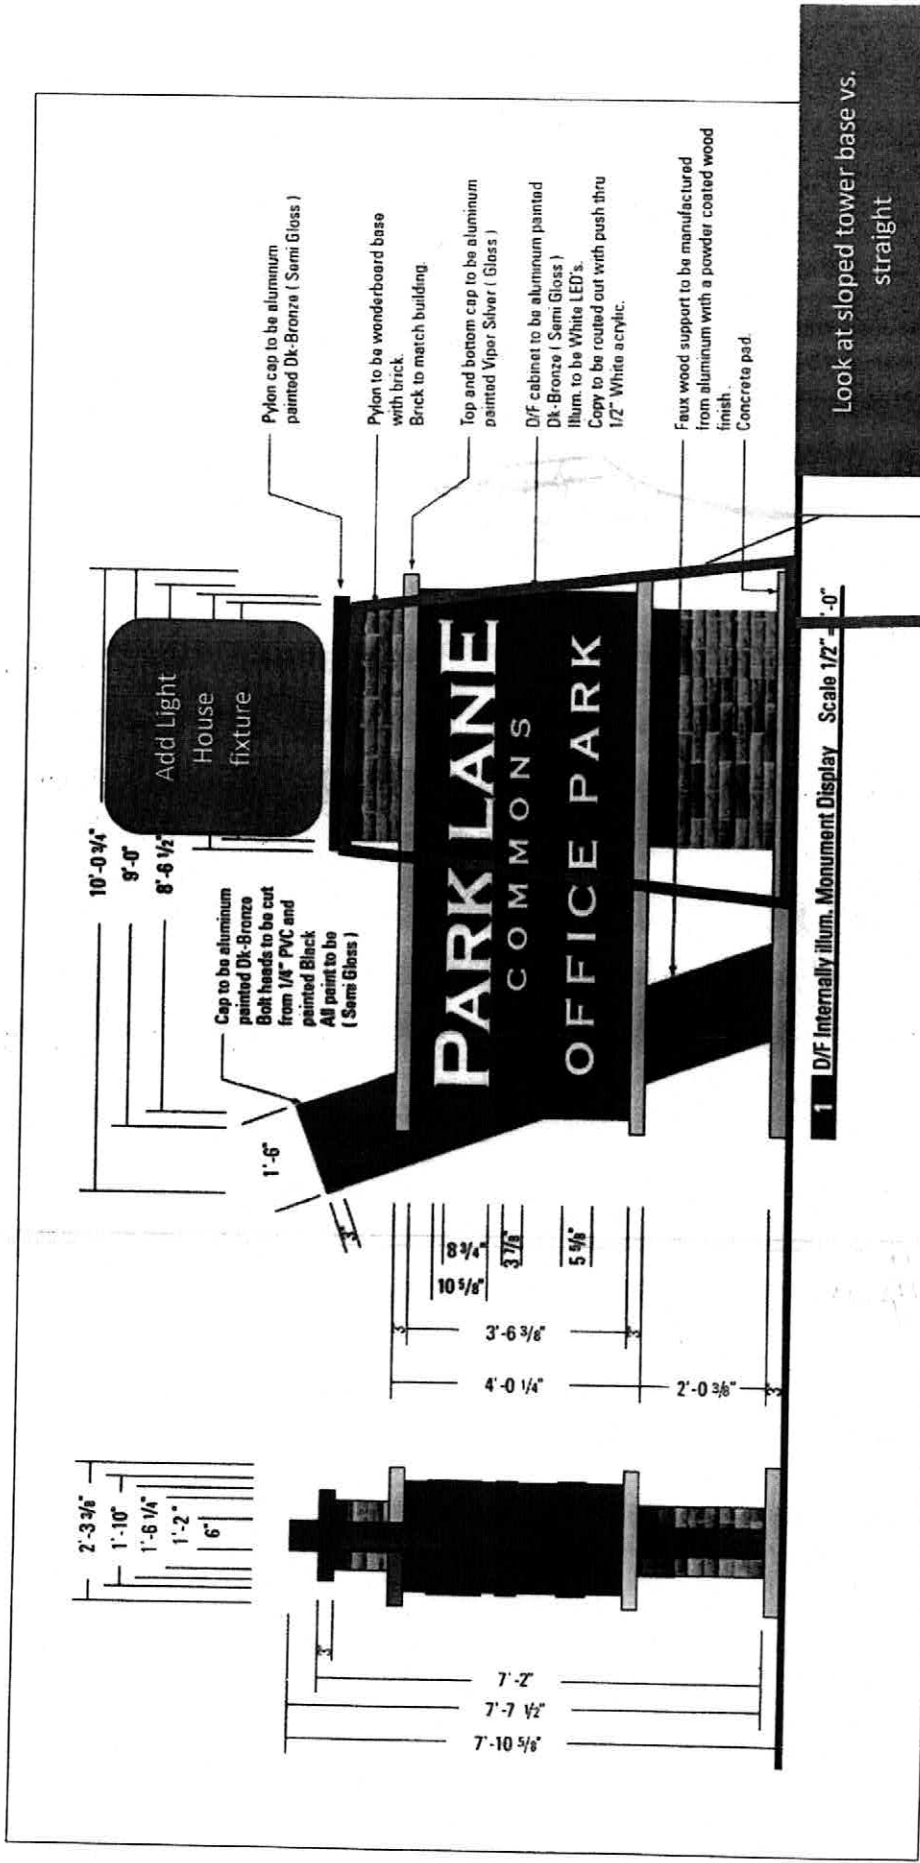 Add Light
House
fixture
Look at sloped tower base vs.
straight
10'-0 3/4"
9'-0"
8'-6 1/2"
Cap to be aluminum
painted Dk-Bronze
Bolt heads to be cut
from 1/4" PVC and
painted Black
All paint to be
( Semi Gloss )
1'-6"
3"
Pylon cap to be aluminum
painted Dk-Bronze ( Semi Gloss )
Pylon to be wonderboard base
with brick.
Brick to match building.
Top and bottom cap to be aluminum
painted Viper Silver ( Gloss )
D/F cabinet to be aluminum painted
Dk-Bronze ( Semi Gloss )
Illum. to be White LED's.
Copy to be routed out with push thru
1/2" White acrylic.
Faux wood support to be manufactured
from aluminum with a powder coated wood
finish.
Concrete pad.
PARK LANE
COMMONS
OFFICE PARK
8 3/4"
10 5/8"
3 7/8"
5 5/8"
3"
3'-6 3/8"
3"
4'-0 1/4"
2'-0 3/8"
3"
2'-3 3/8"
1'-10"
1'-6 1/4"
1'-2"
6"
3"
7'-2"
7'-7 1/2"
7'-10 5/8"
1 D/F Internally illum. Monument Display Scale 1/2" = '-0"